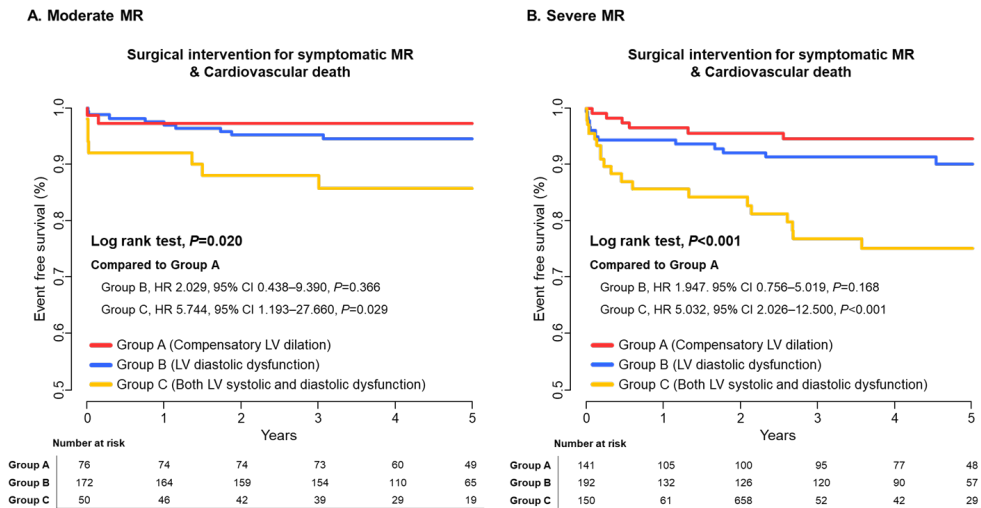 A. Moderate MR
Surgical intervention for symptomatic MR
& Cardiovascular death
Event free survival (%)
1.0
0.9
0.8
0.7
0.6
0.5
Log rank test, P=0.020
Compared to Group A
Group B, HR 2.029, 95% CI 0.438–9.390, P=0.366
Group C, HR 5.744, 95% CI 1.193–27.660, P=0.029
Group A (Compensatory LV dilation)
Group B (LV diastolic dysfunction)
Group C (Both LV systolic and diastolic dysfunction)
0 1 2 3 4 5
Years
Number at risk
Group A 76 74 74 73 60 49
Group B 172 164 159 154 110 65
Group C 50 46 42 39 29 19
B. Severe MR
Surgical intervention for symptomatic MR
& Cardiovascular death
Event free survival (%)
1.0
0.9
0.8
0.7
0.6
0.5
Log rank test, P<0.001
Compared to Group A
Group B, HR 1.947. 95% CI 0.756–5.019, P=0.168
Group C, HR 5.032, 95% CI 2.026–12.500, P<0.001
Group A (Compensatory LV dilation)
Group B (LV diastolic dysfunction)
Group C (Both LV systolic and diastolic dysfunction)
0 1 2 3 4 5
Years
Number at risk
Group A 141 105 100 95 77 48
Group B 192 132 126 120 90 57
Group C 150 61 658 52 42 29